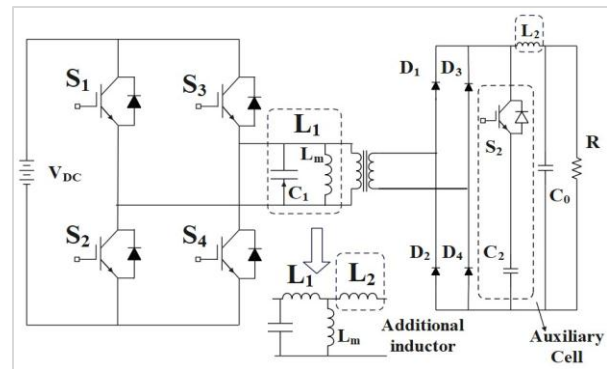 L₂
S₁
S₃
D₁
D₃
L₁
Lₘ
S₂
R
V_DC
C₁
C₀
S₂
S₄
D₂
D₄
C₂
L₁
L₂
Lₘ
Additional
inductor
Auxiliary
Cell